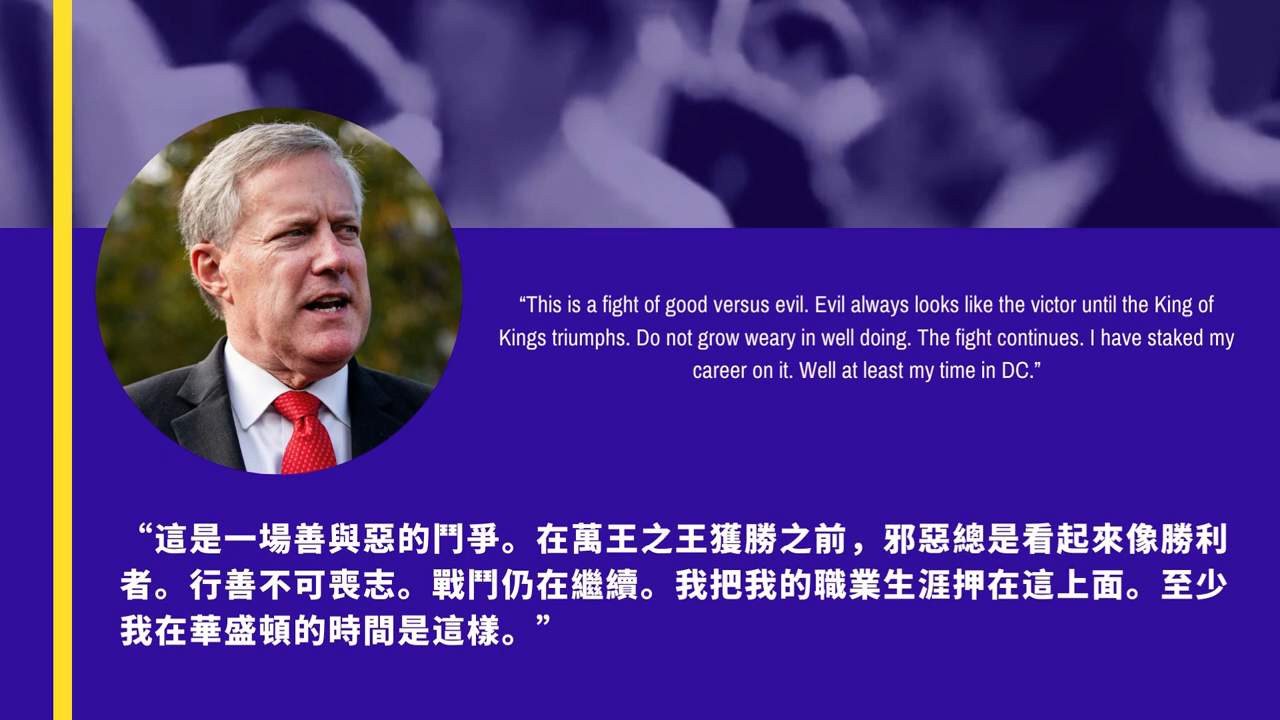 “This is a fight of good versus evil. Evil always looks like the victor until the King of
Kings triumphs. Do not grow weary in well doing. The fight continues. I have staked my
career on it. Well at least my time in DC.”
“這是一場善與惡的鬥爭。在萬王之王獲勝之前，邪惡總是看起來像勝利
者。行善不可喪志。戰鬥仍在繼續。我把我的職業生涯押在這上面。至少
我在華盛頓的時間是這樣。”